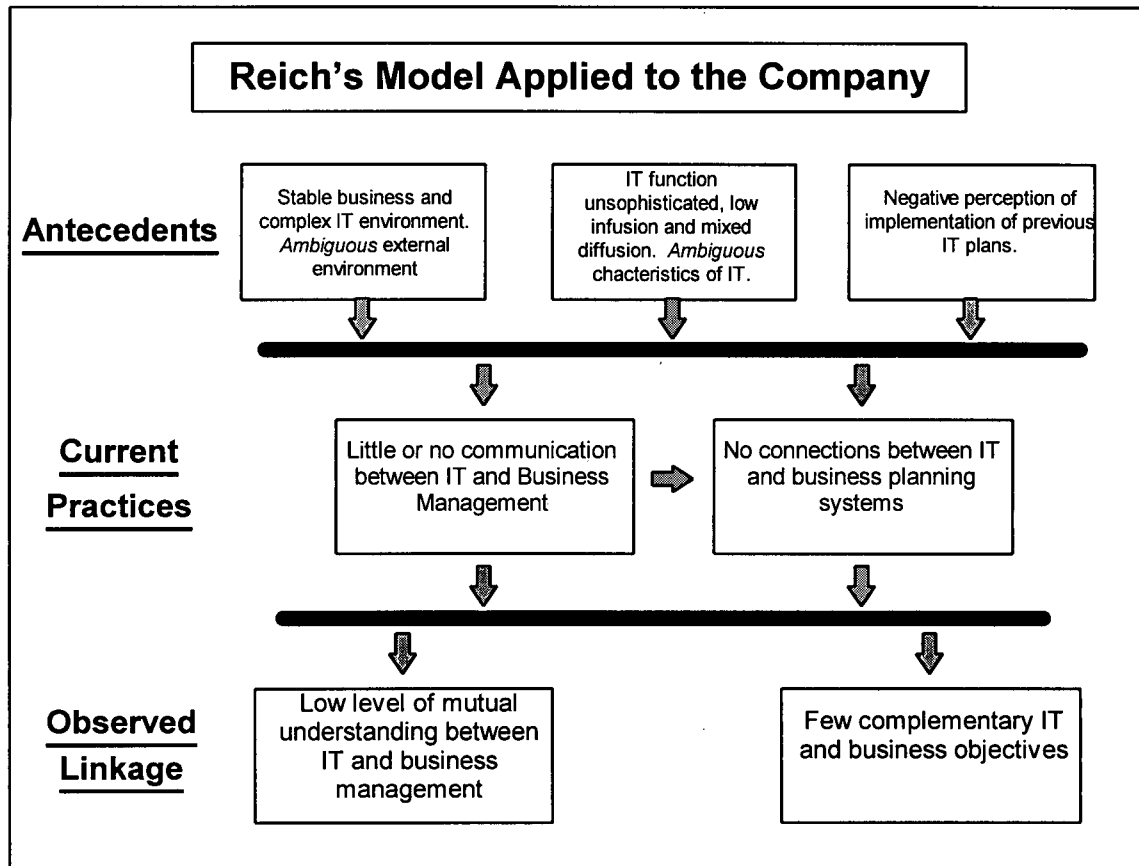 Reich's Model Applied to the Company
Antecedents
Stable business and
complex IT environment.
Ambiguous external
environment
IT function
unsophisticated, low
infusion and mixed
diffusion. Ambiguous
chacteristics of IT.
Negative perception of
implementation of previous
IT plans.
Current
Practices
Little or no communication
between IT and Business
Management
No connections between IT
and business planning
systems
Observed
Linkage
Low level of mutual
understanding between
IT and business
management
Few complementary IT
and business objectives